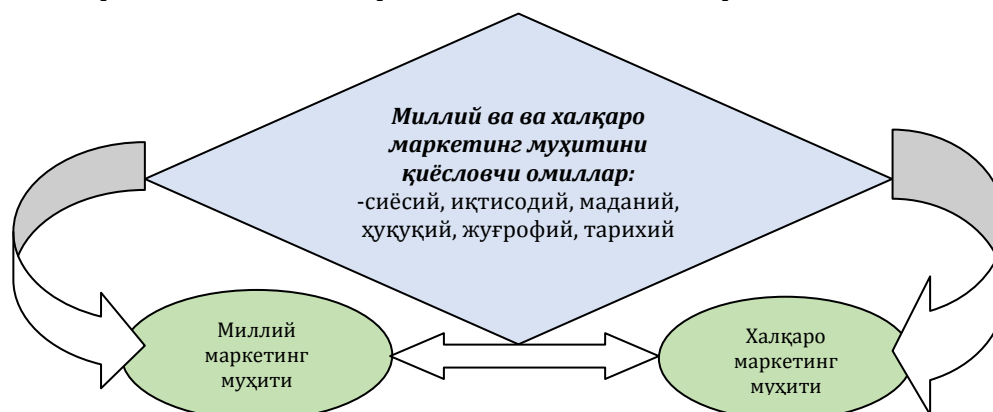 Миллий ва ва халқаро
маркетинг муҳитини
қиёсловчи омиллар:
-сиёсий, иқтисодий, маданий,
ҳуқуқий, жуғрофий, тарихий
Миллий
маркетинг
муҳити
Халқаро
маркетинг
муҳити